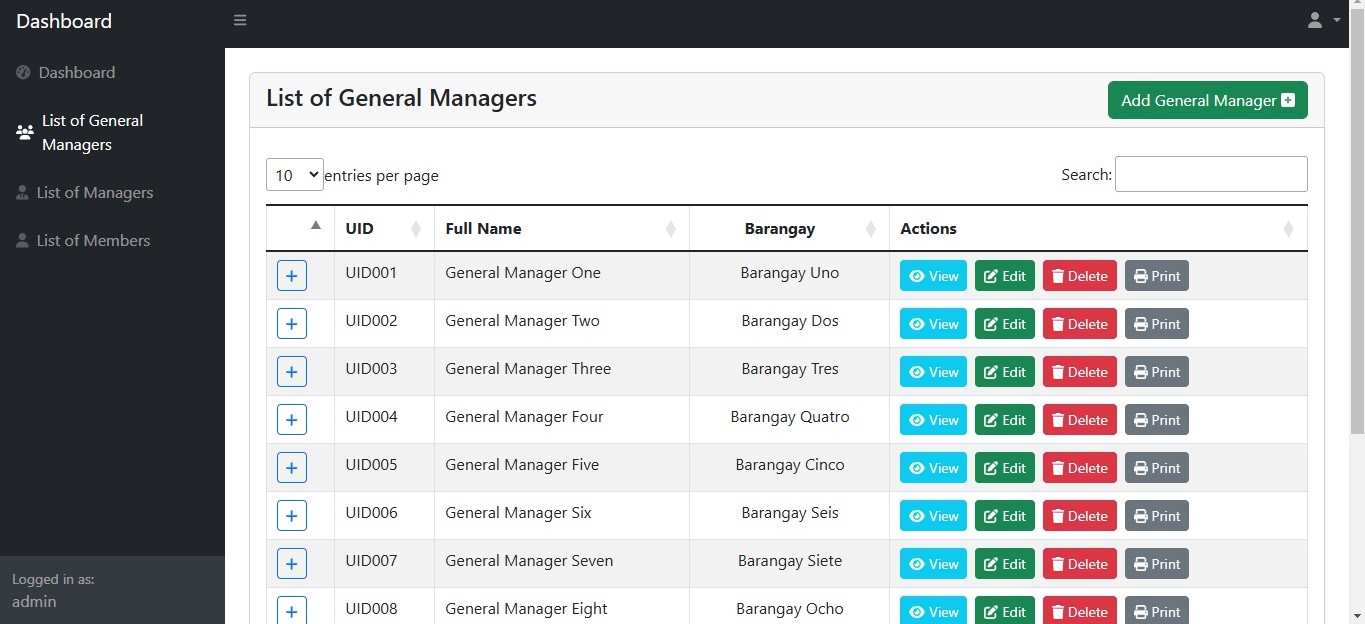 Dashboard
Dashboard
List of General
Managers
List of Managers
List of Members
Logged in as:
admin
List of General Managers
Add General Manager
10 entries per page
Search:
UID Full Name Barangay Actions
UID001 General Manager One Barangay Uno View Edit Delete Print
UID002 General Manager Two Barangay Dos View Edit Delete Print
UID003 General Manager Three Barangay Tres View Edit Delete Print
UID004 General Manager Four Barangay Quatro View Edit Delete Print
UID005 General Manager Five Barangay Cinco View Edit Delete Print
UID006 General Manager Six Barangay Seis View Edit Delete Print
UID007 General Manager Seven Barangay Siete View Edit Delete Print
UID008 General Manager Eight Barangay Ocho View Edit Delete Print